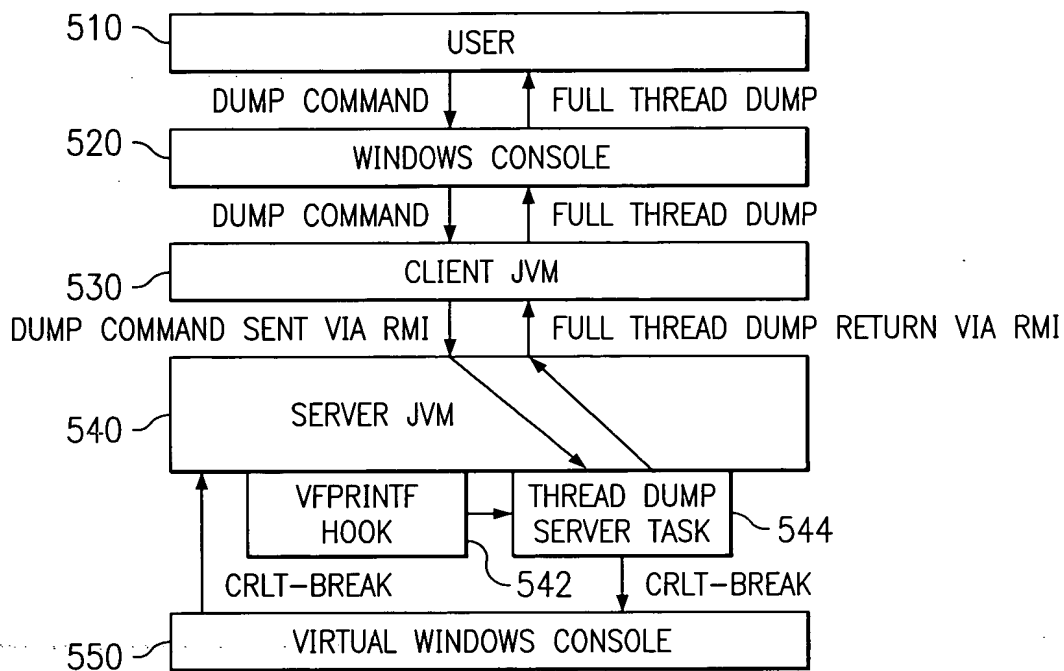 510
USER
DUMP COMMAND
FULL THREAD DUMP
520
WINDOWS CONSOLE
DUMP COMMAND
FULL THREAD DUMP
530
CLIENT JVM
DUMP COMMAND SENT VIA RMI
FULL THREAD DUMP RETURN VIA RMI
540
SERVER JVM
VFPRINTF
HOOK
542
THREAD DUMP
SERVER TASK
544
CRLT-BREAK
CRLT-BREAK
550
VIRTUAL WINDOWS CONSOLE